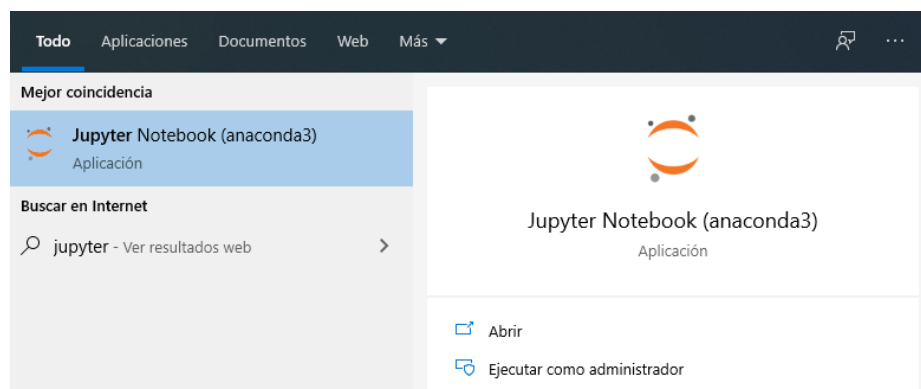 Todo Aplicaciones Documentos Web Más
Mejor coincidencia
Jupyter Notebook (anaconda3)
Aplicación
Buscar en Internet
jupyter - Ver resultados web
Jupyter Notebook (anaconda3)
Aplicación
Abrir
Ejecutar como administrador